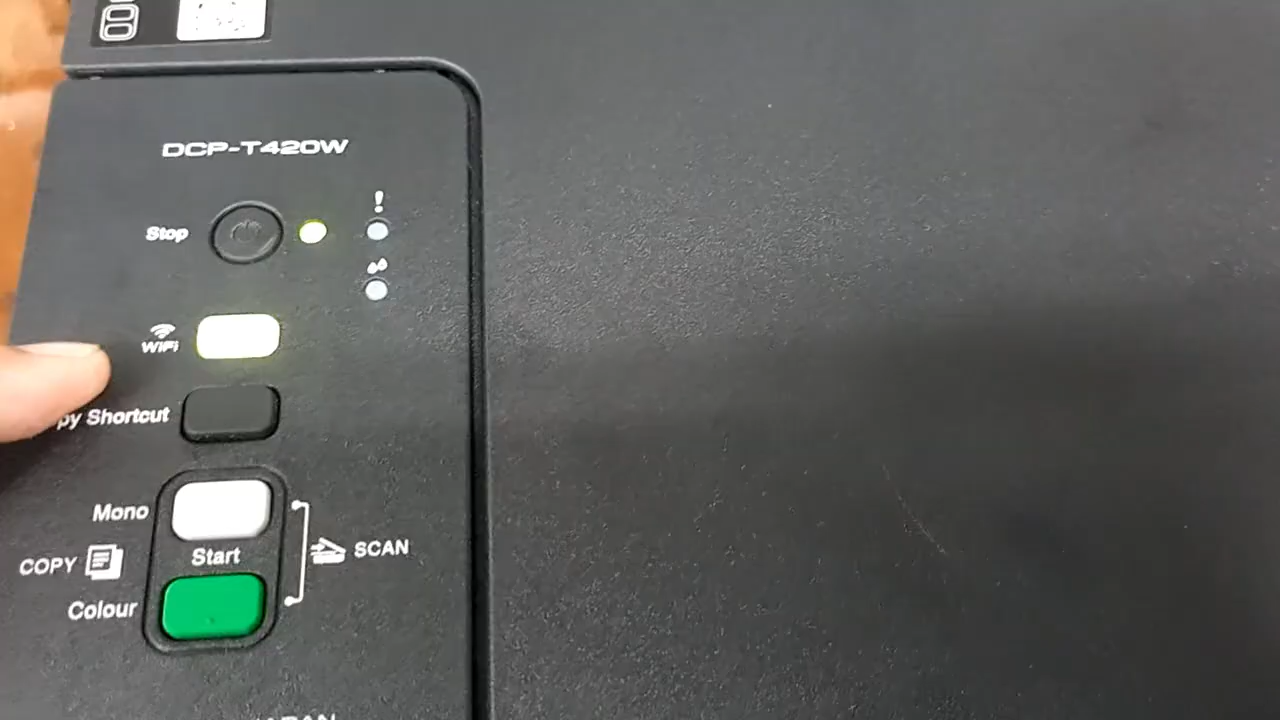 DCP-T420W
Stop
!
WiFi
py Shortcut
Mono
Start
COPY
SCAN
Colour